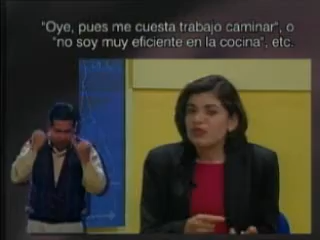 "Oye, pues me cuesta trabajo caminar", o
"no soy muy eficiente en la cocina", etc.